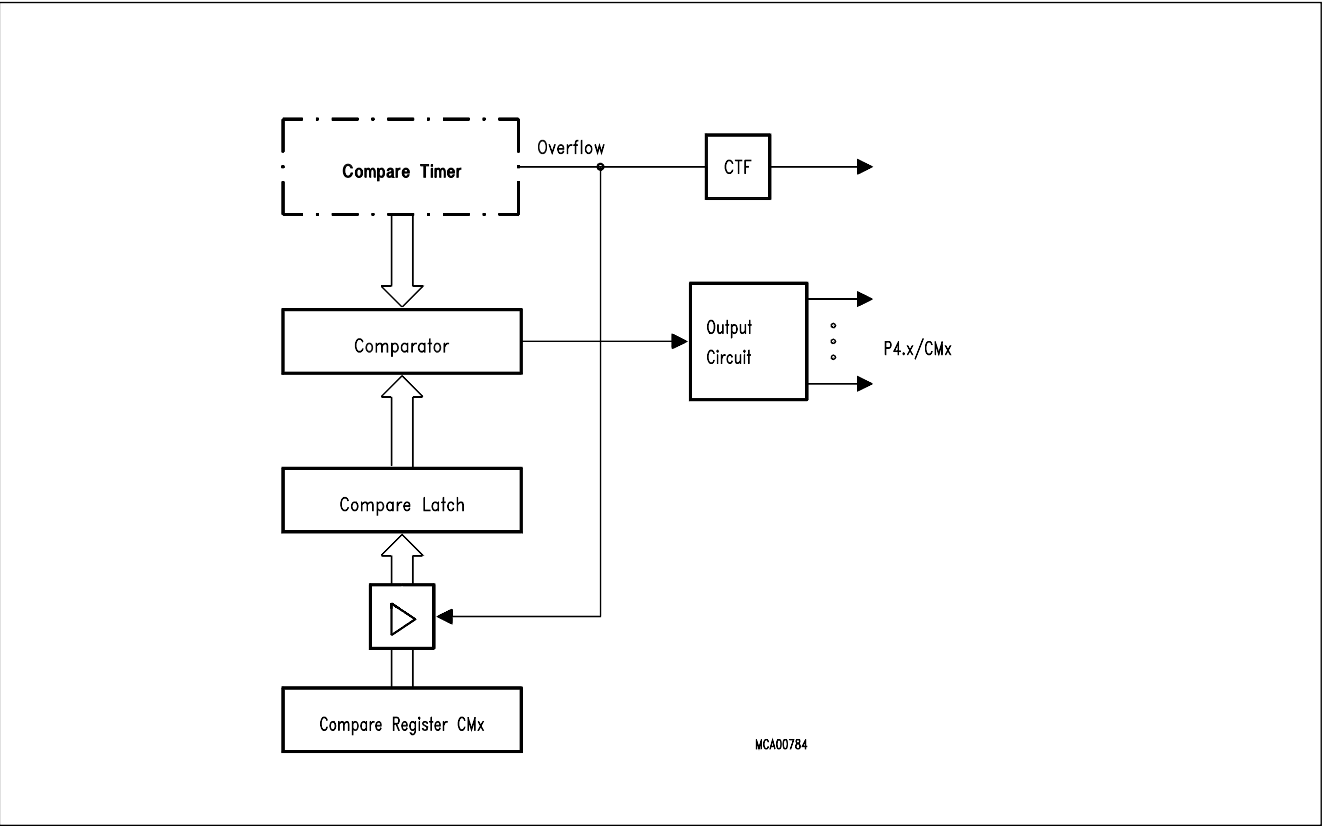 Overflow
Compare Timer
CTF
Comparator
Output
Circuit
P4.x/CMx
Compare Latch
Compare Register CMx
MCA00784